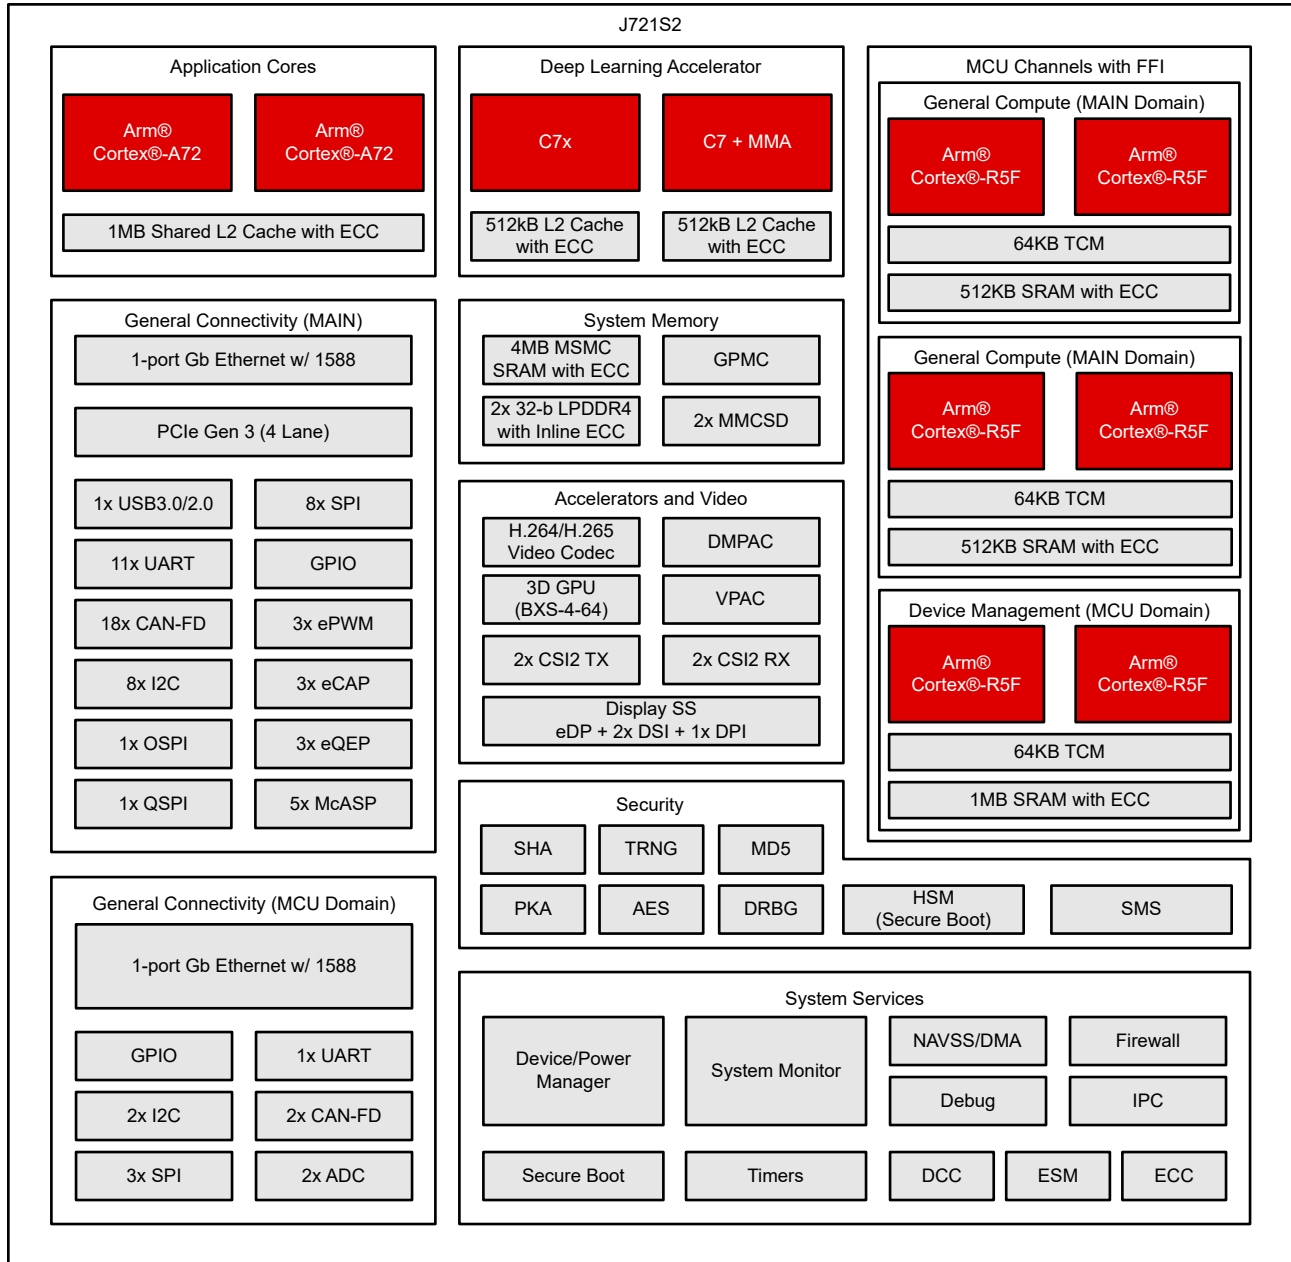 J721S2
Application Cores
Arm®
Cortex®-A72
Arm®
Cortex®-A72
1MB Shared L2 Cache with ECC
Deep Learning Accelerator
C7x
C7 + MMA
512kB L2 Cache
with ECC
512kB L2 Cache
with ECC
MCU Channels with FFI
General Compute (MAIN Domain)
Arm®
Cortex®-R5F
Arm®
Cortex®-R5F
64KB TCM
512KB SRAM with ECC
General Compute (MAIN Domain)
Arm®
Cortex®-R5F
Arm®
Cortex®-R5F
64KB TCM
512KB SRAM with ECC
Device Management (MCU Domain)
Arm®
Cortex®-R5F
Arm®
Cortex®-R5F
64KB TCM
1MB SRAM with ECC
General Connectivity (MAIN)
1-port Gb Ethernet w/ 1588
PCIe Gen 3 (4 Lane)
1x USB3.0/2.0
8x SPI
11x UART
GPIO
18x CAN-FD
3x ePWM
8x I2C
3x eCAP
1x OSPI
3x eQEP
1x QSPI
5x McASP
System Memory
4MB MSMC
SRAM with ECC
GPMC
2x 32-b LPDDR4
with Inline ECC
2x MMCSD
Accelerators and Video
H.264/H.265
Video Codec
DMPAC
3D GPU
(BXS-4-64)
VPAC
2x CSI2 TX
2x CSI2 RX
Display SS
eDP + 2x DSI + 1x DPI
Security
SHA
TRNG
MD5
PKA
AES
DRBG
HSM
(Secure Boot)
SMS
General Connectivity (MCU Domain)
1-port Gb Ethernet w/ 1588
GPIO
1x UART
2x I2C
2x CAN-FD
3x SPI
2x ADC
System Services
Device/Power
Manager
System Monitor
NAVSS/DMA
Firewall
Debug
IPC
Secure Boot
Timers
DCC
ESM
ECC